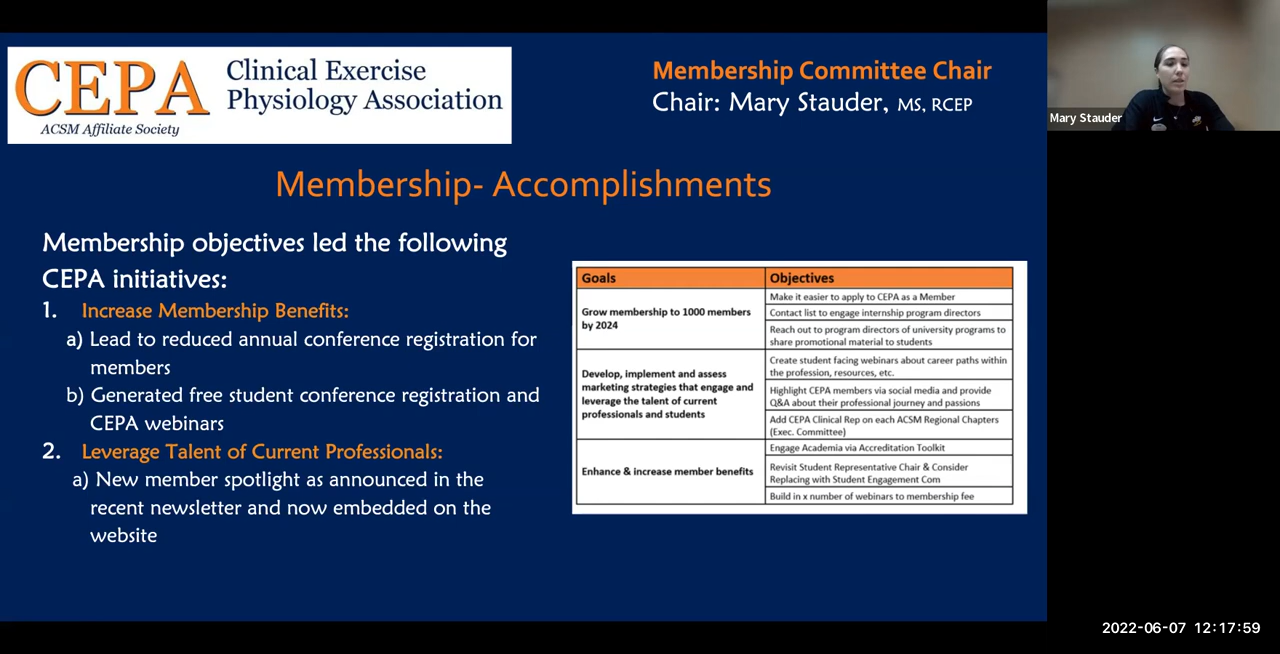 CEPA
Clinical Exercise
Physiology Association
ACSM Affiliate Society
Membership Committee Chair
Chair: Mary Stauder, MS, RCEP
Mary Stauder
Membership- Accomplishments
Membership objectives led the following
CEPA initiatives:
1. Increase Membership Benefits:
a) Lead to reduced annual conference registration for
members
b) Generated free student conference registration and
CEPA webinars
2. Leverage Talent of Current Professionals:
a) New member spotlight as announced in the
recent newsletter and now embedded on the
website
Goals
Objectives
Grow membership to 1000 members
by 2024
Make it easier to apply to CEPA as a Member
Contact list to engage internship program directors
Reach out to program directors of university programs to
share promotional material to students
Develop, implement and assess
marketing strategies that engage and
leverage the talent of current
professionals and students
Create student facing webinars about career paths within
the profession, resources, etc.
Highlight CEPA members via social media and provide
Q&A about their professional journey and passions
Add CEPA Clinical Rep on each ACSM Regional Chapters
(Exec. Committee)
Enhance & increase member benefits
Engage Academia via Accreditation Toolkit
Revisit Student Representative Chair & Consider
Replacing with Student Engagement Com
Build in x number of webinars to membership fee
2022-06-07 12:17:59